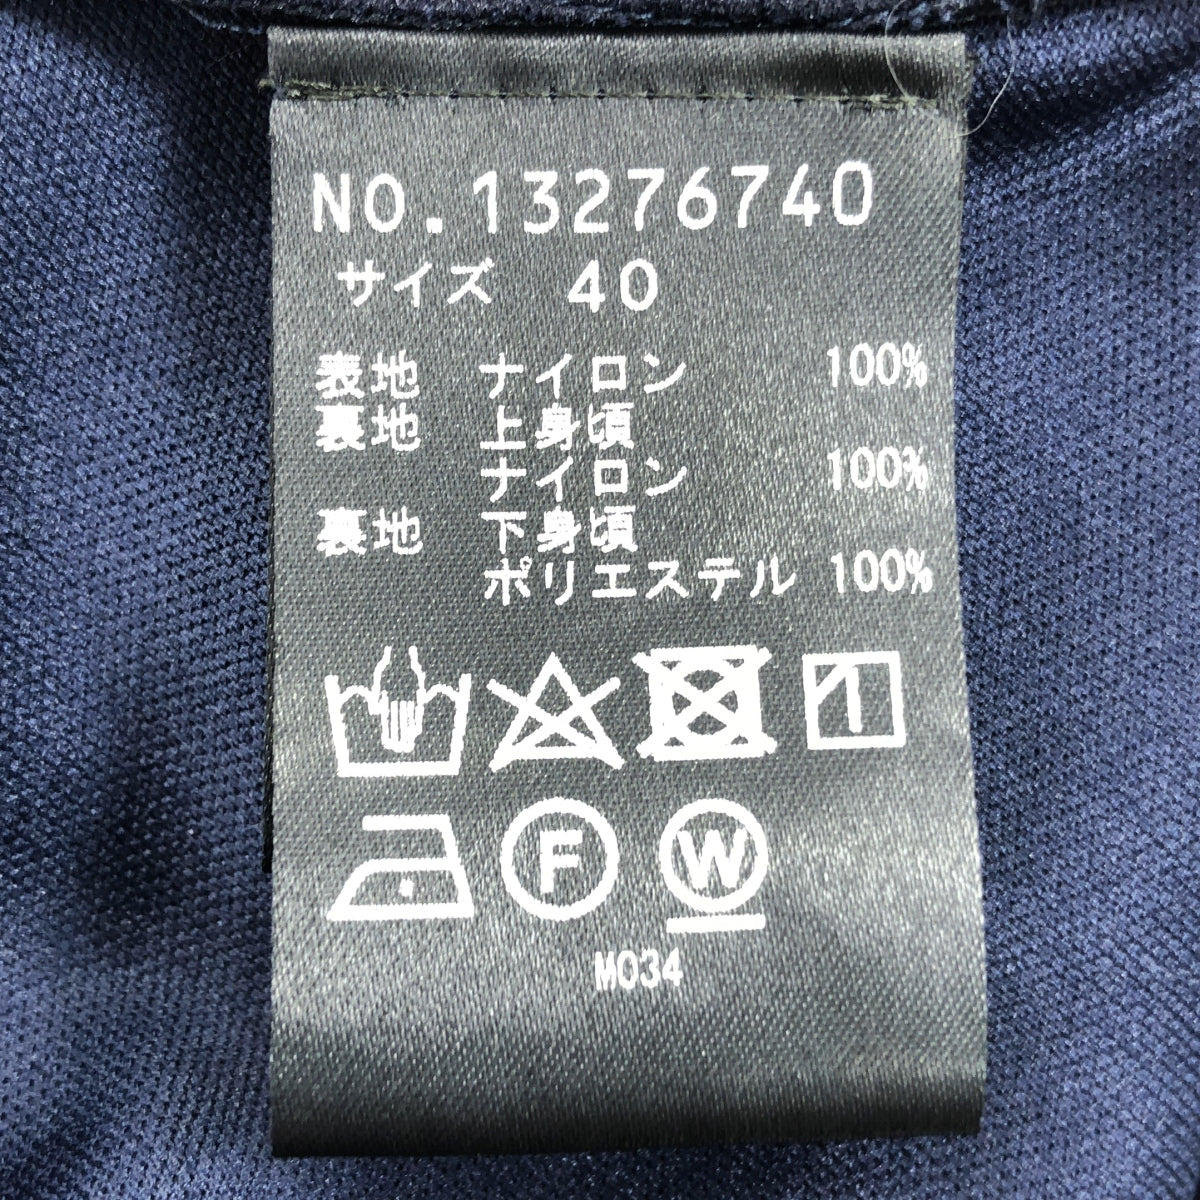 NO.13276740
サイズ 40
表地 ナイロン 100%
裏地 上身頃
ナイロン 100%
裏地 下身頃
ポリエステル 100%
F W
M034